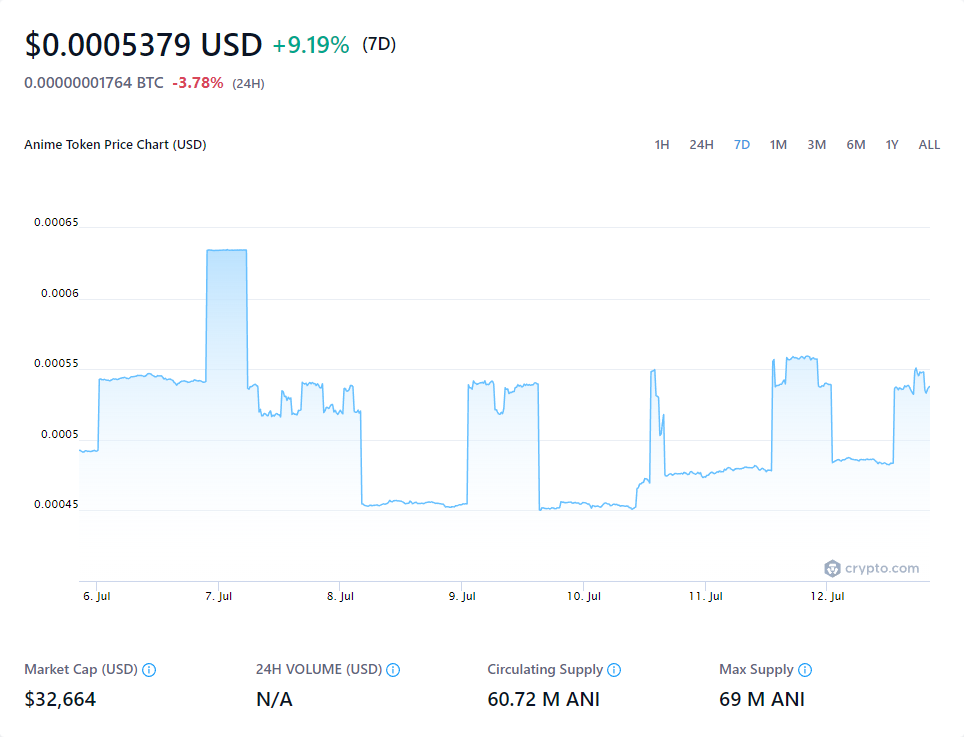 $0.0005379 USD +9.19% (7D)
0.00000001764 BTC -3.78% (24H)
Anime Token Price Chart (USD)
1H 24H 7D 1M 3M 6M 1Y ALL
0.00065
0.0006
0.00055
0.0005
0.00045
crypto.com
6. Jul 7. Jul 8. Jul 9. Jul 10. Jul 11. Jul 12. Jul
Market Cap (USD) 24H VOLUME (USD) Circulating Supply Max Supply
$32,664 N/A 60.72 M ANI 69 M ANI